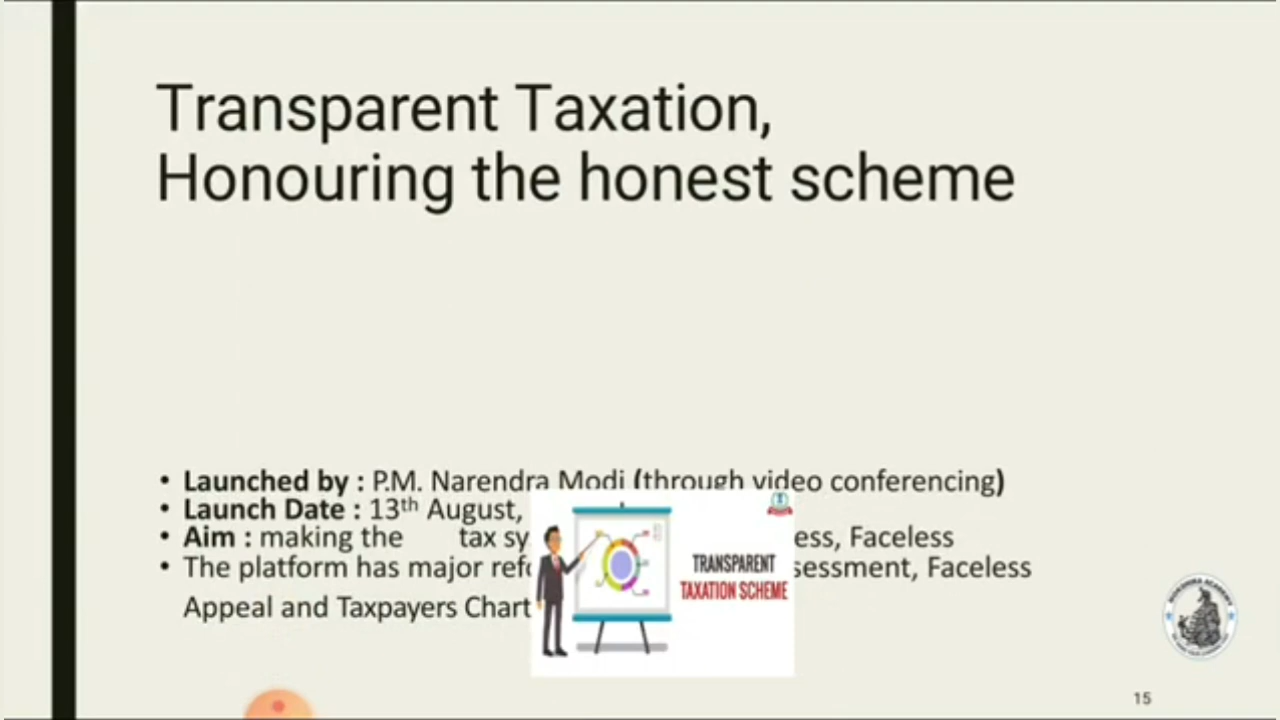 Transparent Taxation,
Honouring the honest scheme
• Launched by : P.M. Narendra Modi (through video conferencing)
• Launch Date : 13th August,
• Aim : making the tax sy ess, Faceless
• The platform has major refo sessment, Faceless
Appeal and Taxpayers Chart
TRANSPARENT
TAXATION SCHEME
15